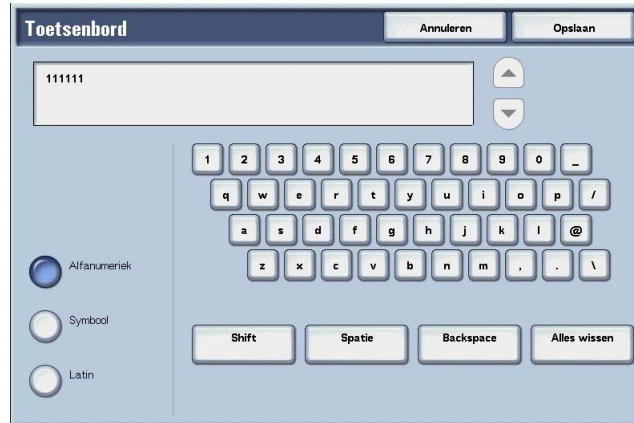 Toetsenbord Annuleren Opslaan
111111
1 2 3 4 5 6 7 8 9 0 _
q w e r t y u i o p /
a s d f g h j k l @
z x c v b n m , . \
Alfanumeriek
Symbool
Latin
Shift Spatie Backspace Alles wissen